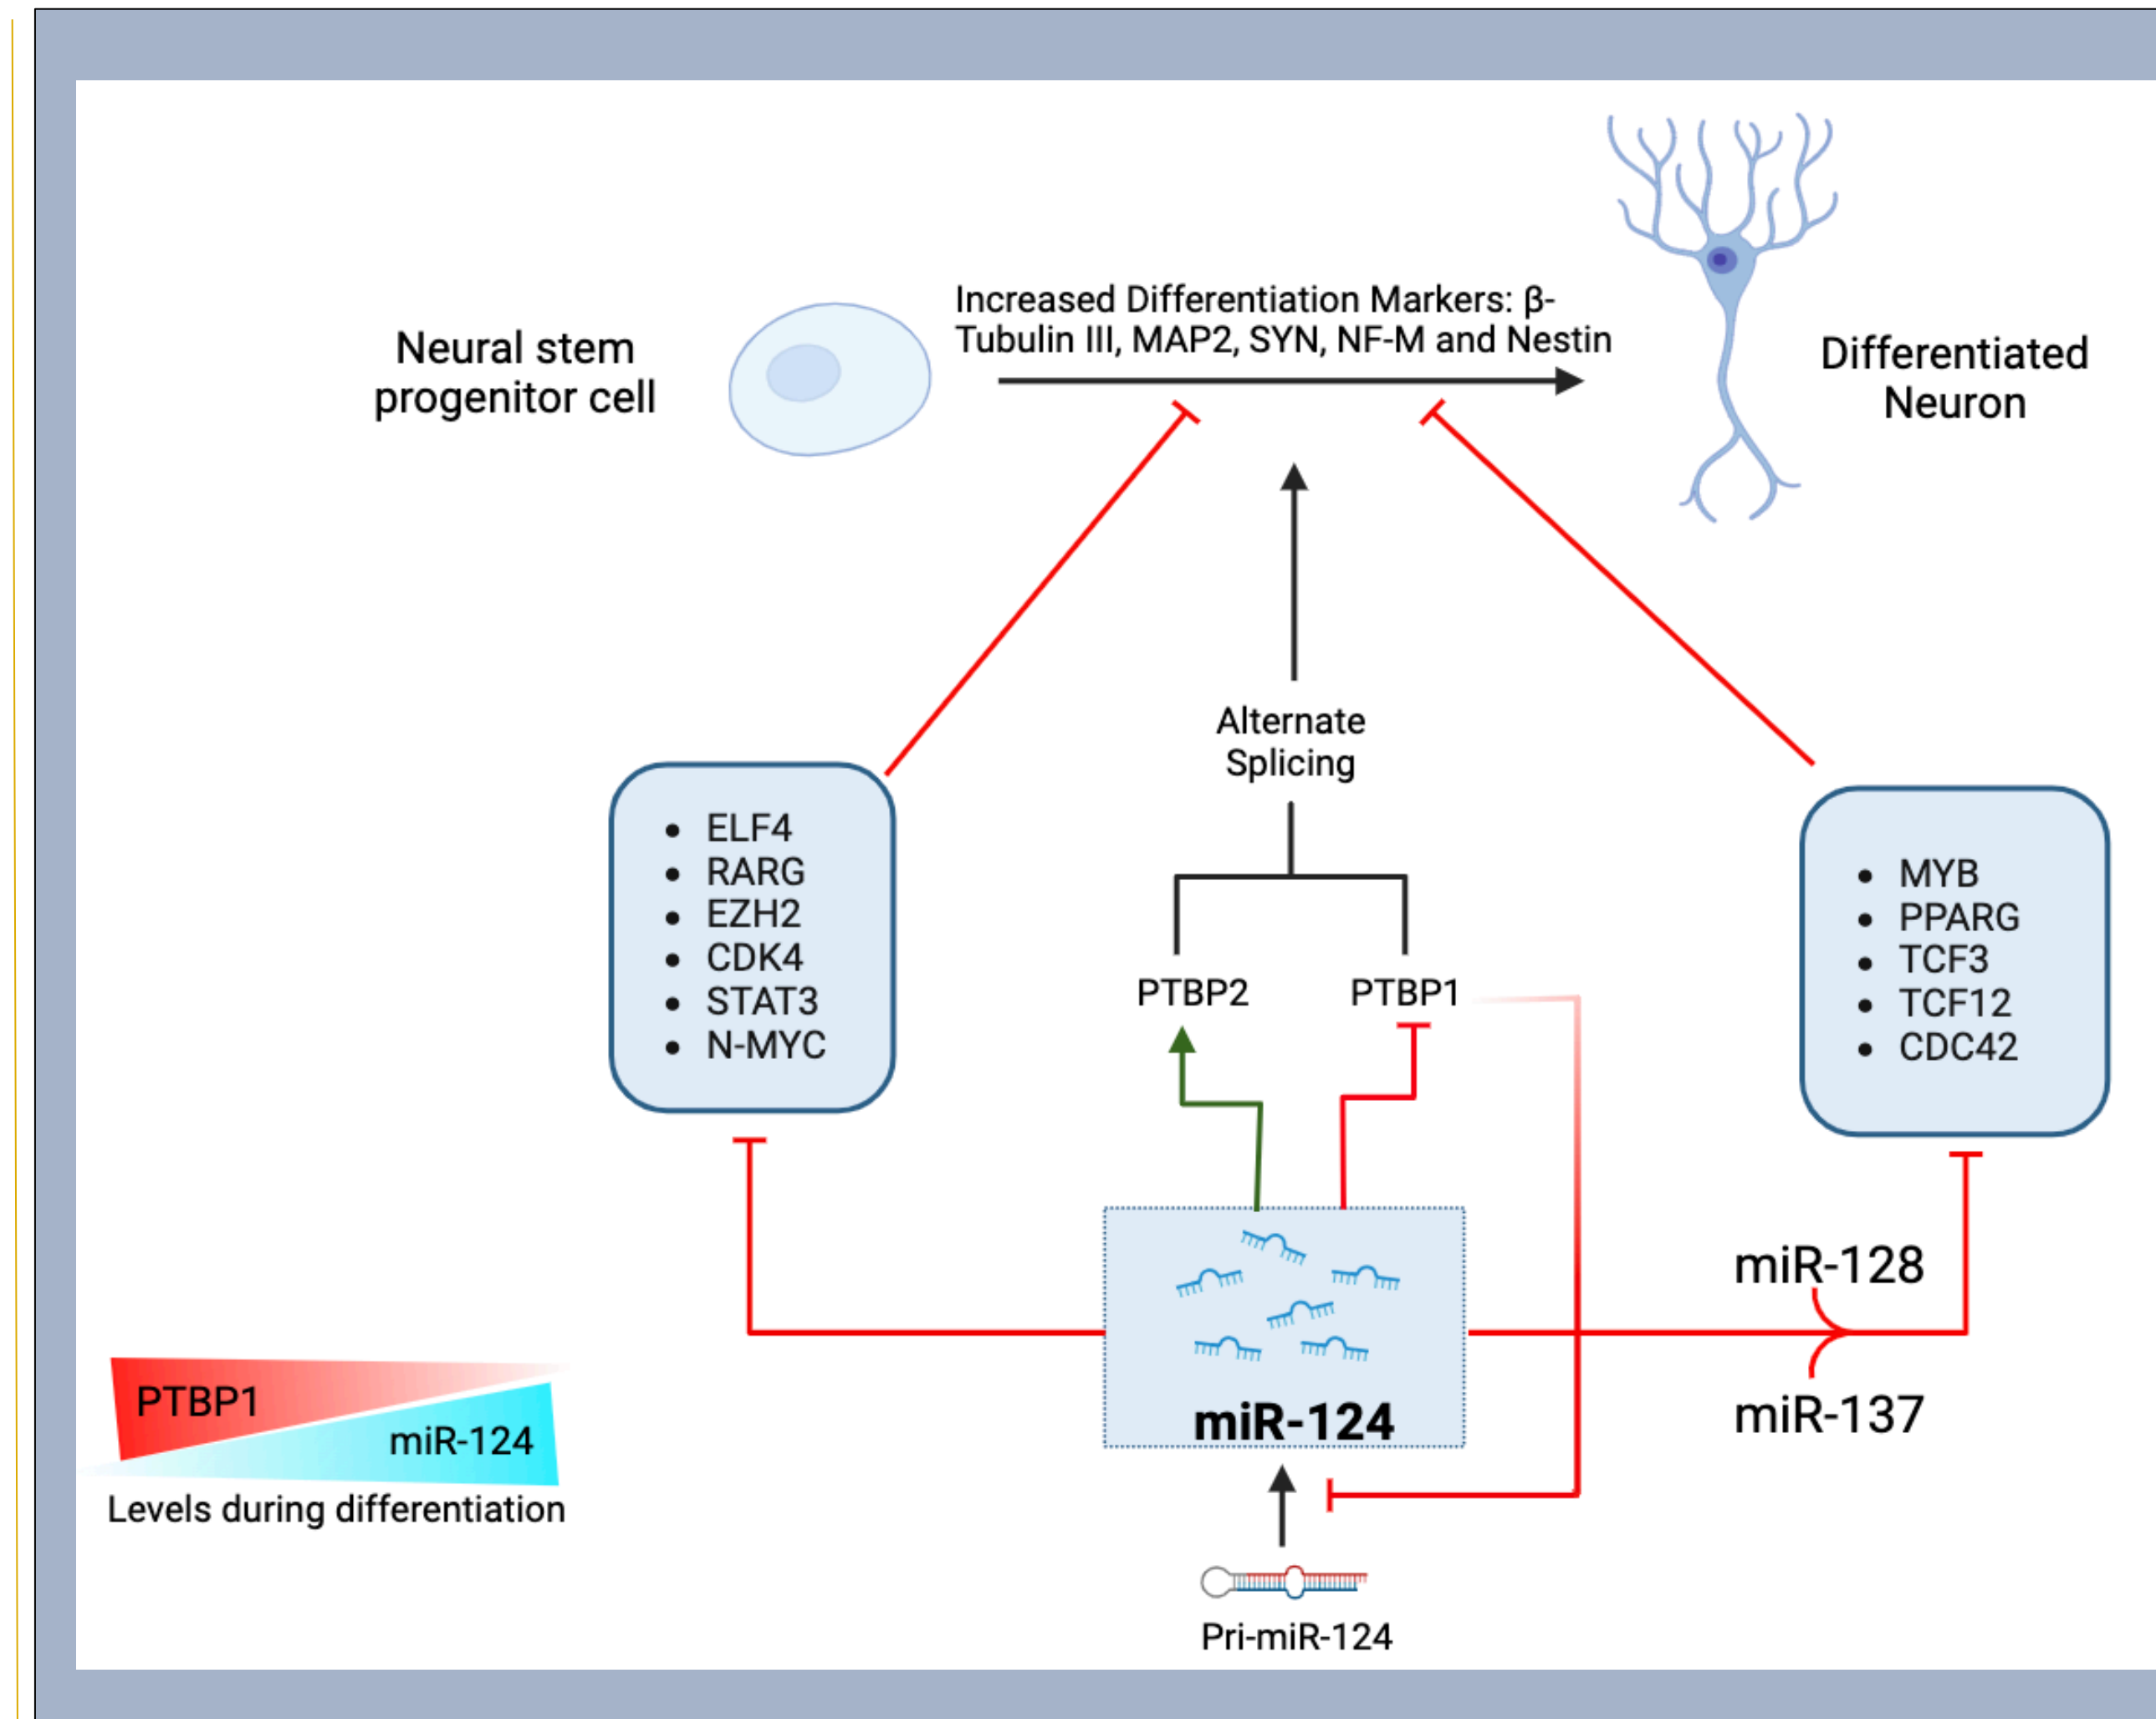 Increased Differentiation Markers: β-
Tubulin III, MAP2, SYN, NF-M and Nestin
Neural stem
progenitor cell
Differentiated
Neuron
Alternate
Splicing
• ELF4
• RARG
• EZH2
• CDK4
• STAT3
• N-MYC
PTBP2
PTBP1
• MYB
• PPARG
• TCF3
• TCF12
• CDC42
miR-128
miR-137
miR-124
PTBP1
miR-124
Levels during differentiation
Pri-miR-124